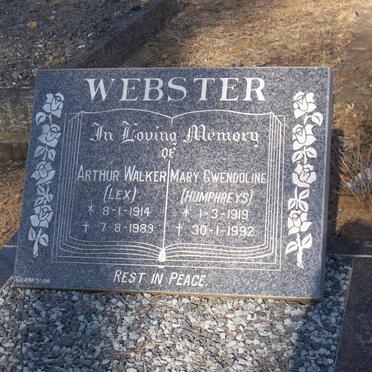 WEBSTER
In Loving Memory
OF
ARTHUR WALKER MARY GWENDOLINE
(LEX) (HUMPHREYS)
* 8-1-1914 * 1-3-1919
† 7-8-1989 † 30-1-1992
REST IN PEACE.